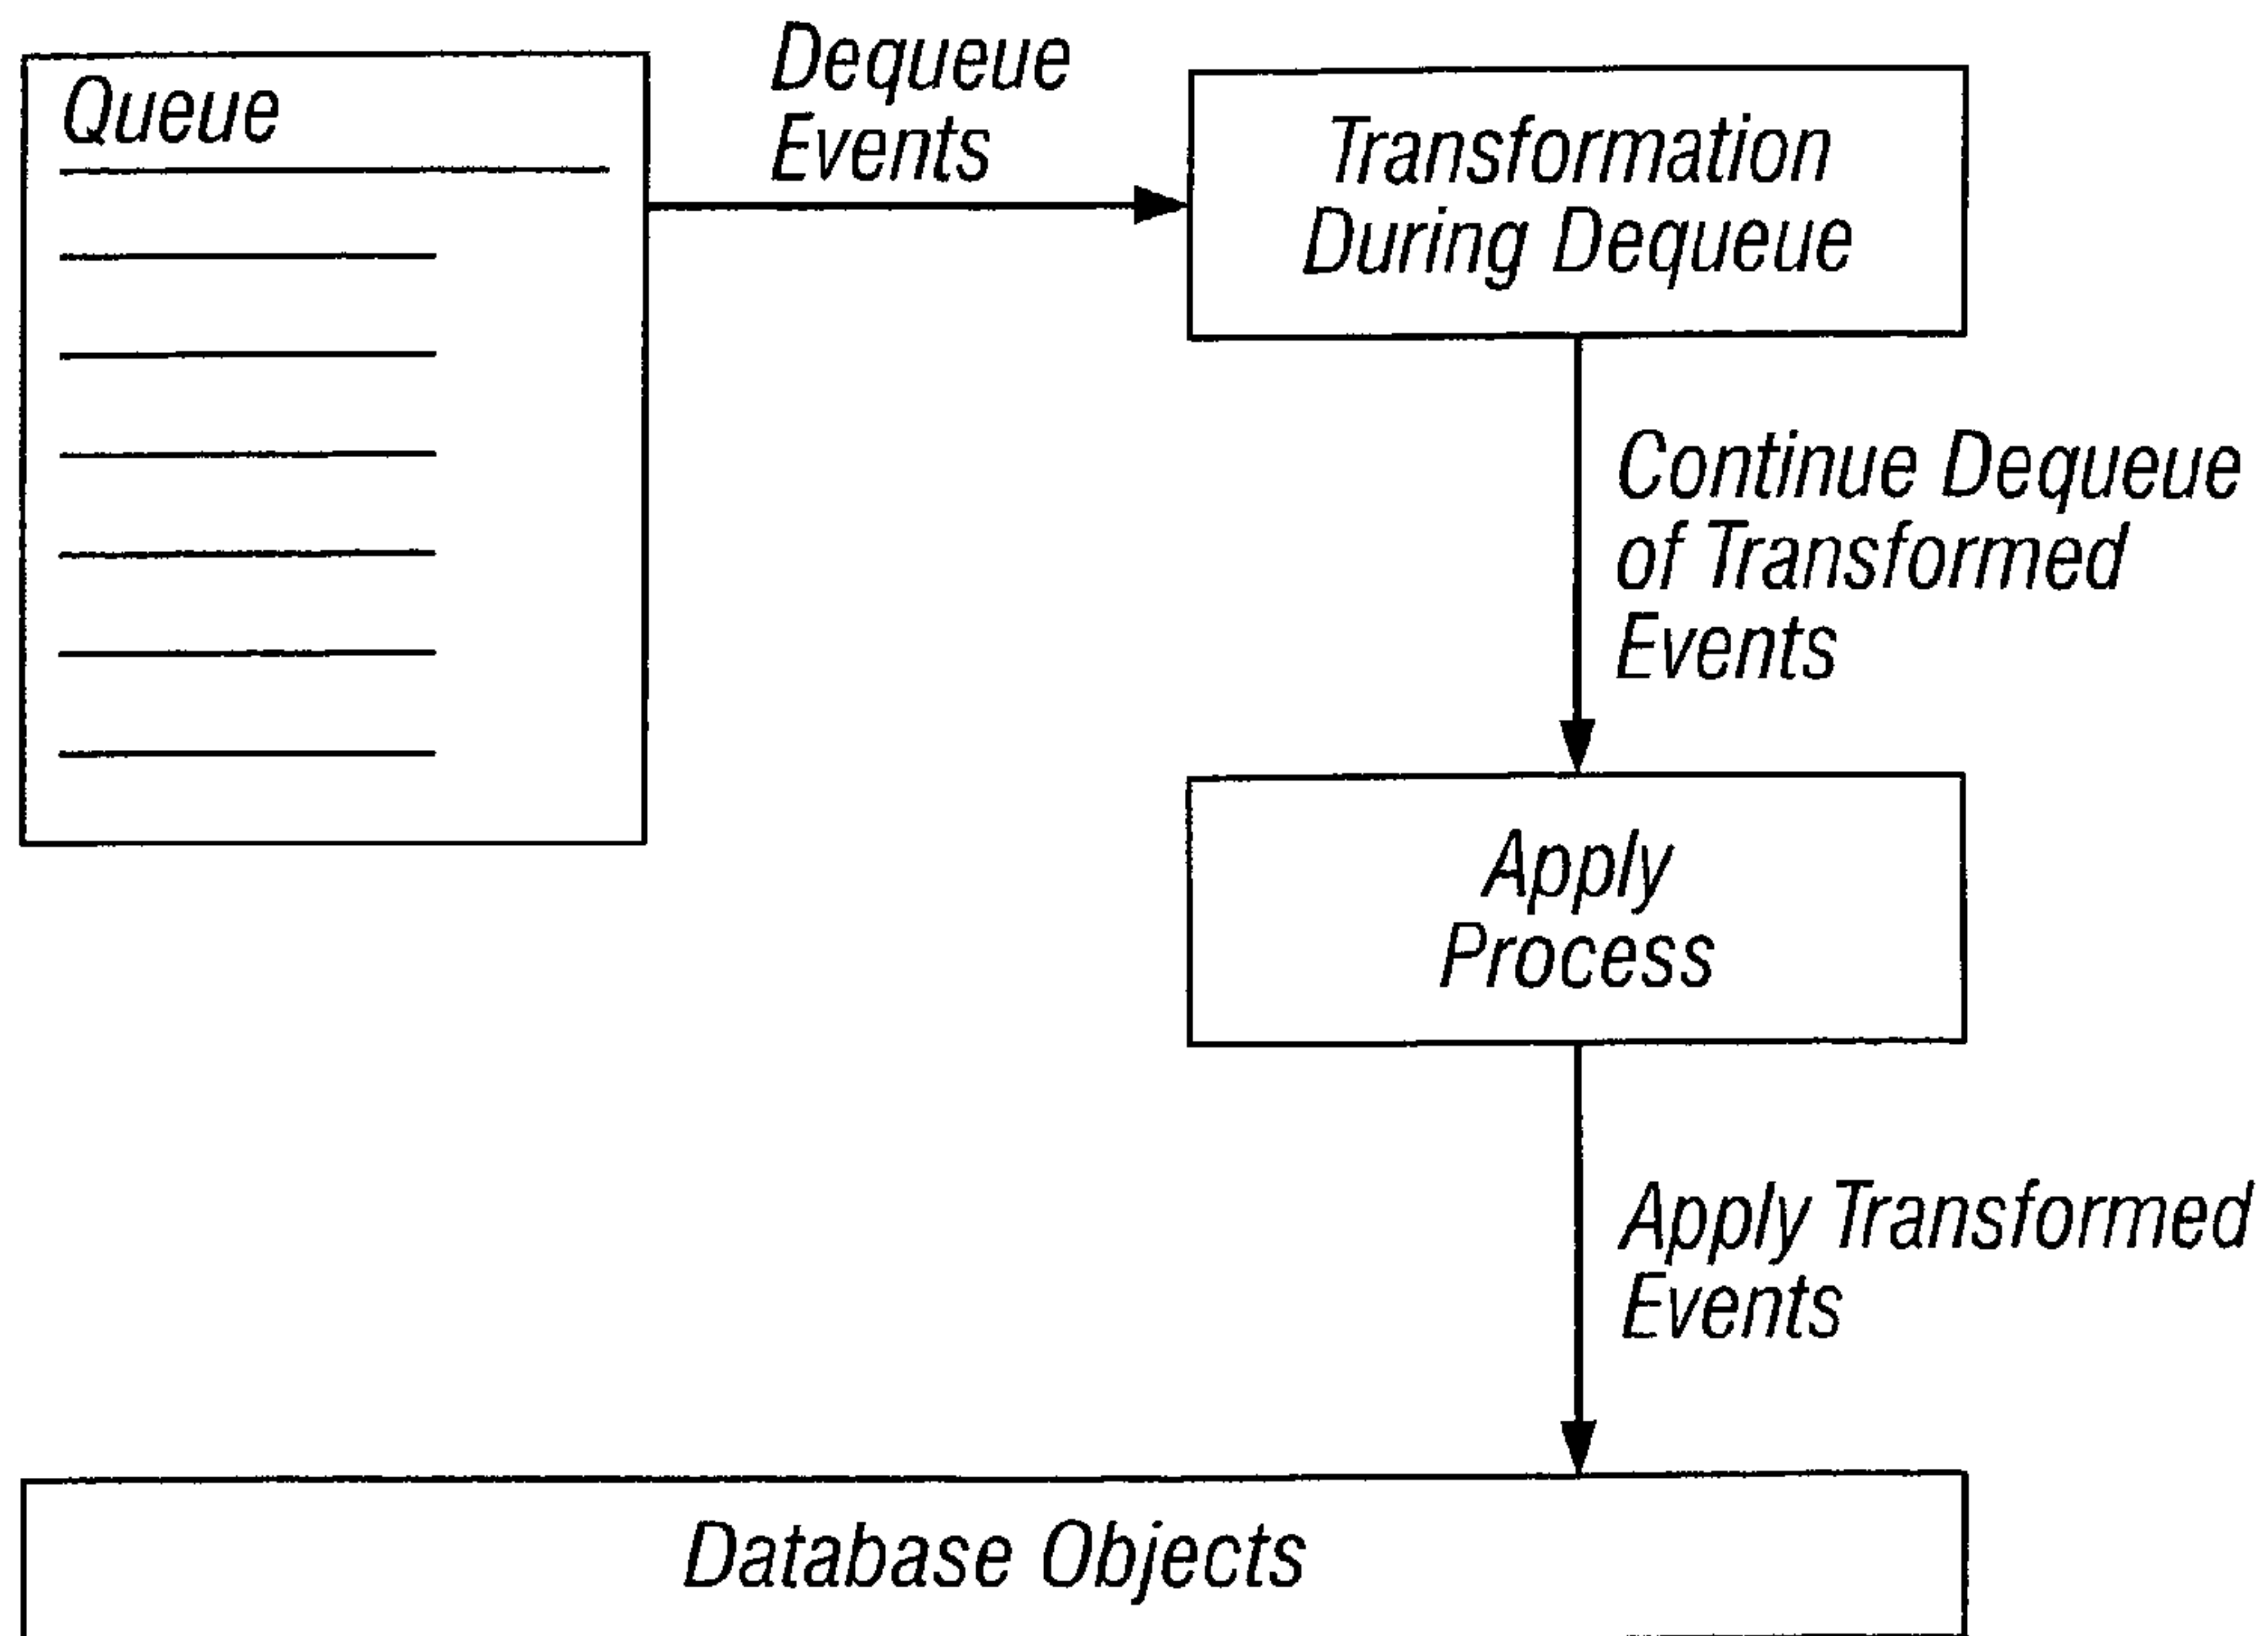 Queue
Dequeue
Events
Transformation
During Dequeue
Continue Dequeue
of Transformed
Events
Apply
Process
Apply Transformed
Events
Database Objects